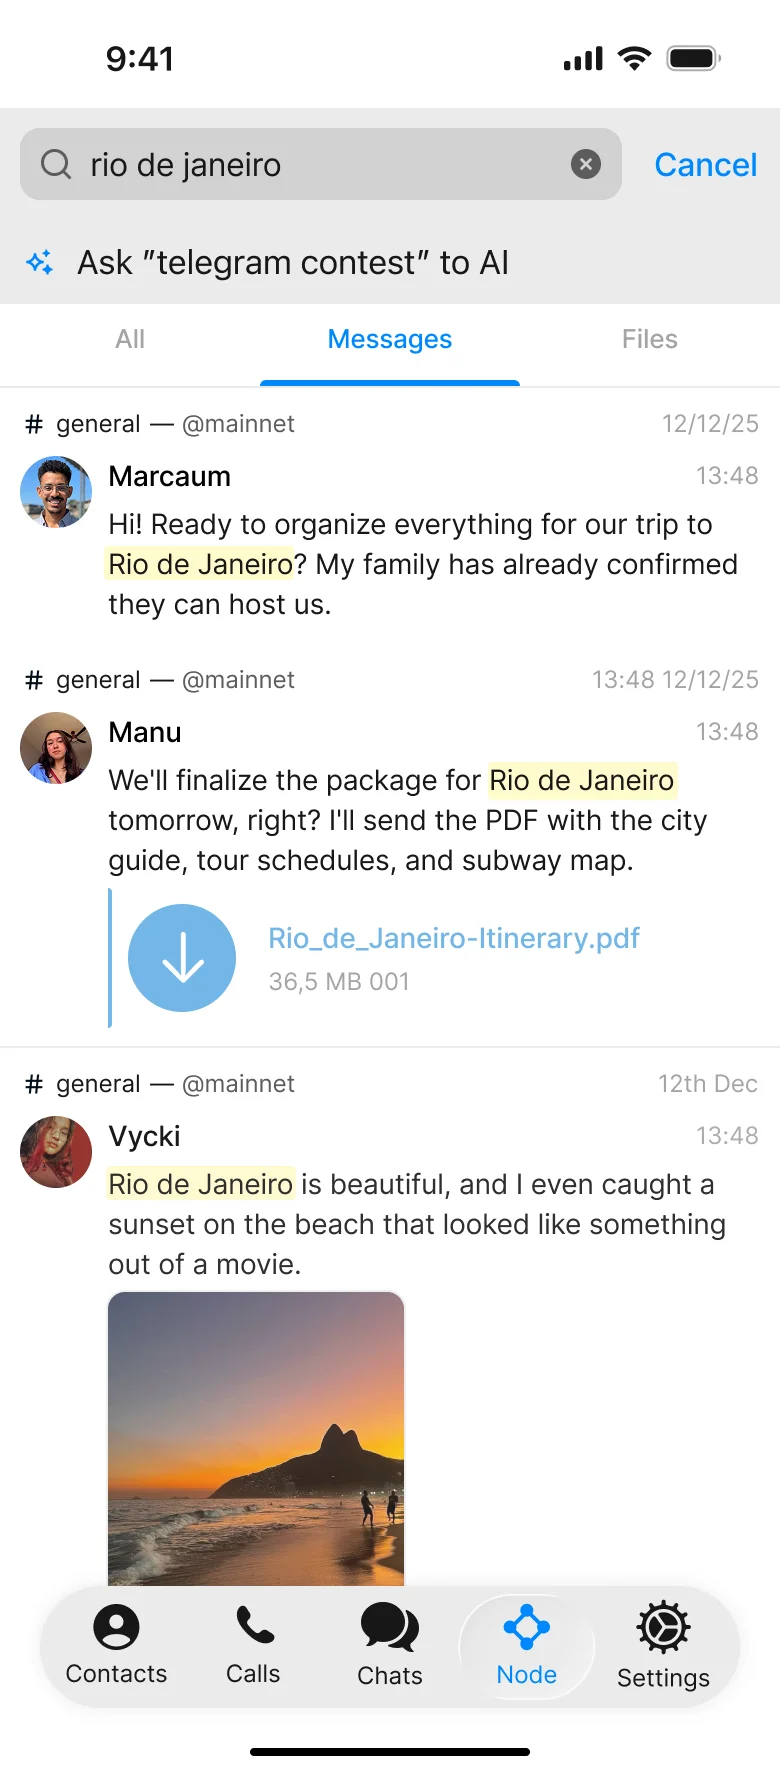 9:41
rio de janeiro
Cancel
Ask "telegram contest" to AI
All
Messages
Files
# general — @mainnet
12/12/25
Marcaum
13:48
Hi! Ready to organize everything for our trip to
Rio de Janeiro? My family has already confirmed
they can host us.
# general — @mainnet
13:48 12/12/25
Manu
13:48
We'll finalize the package for Rio de Janeiro
tomorrow, right? I'll send the PDF with the city
guide, tour schedules, and subway map.
Rio_de_Janeiro-Itinerary.pdf
36,5 MB 001
# general — @mainnet
12th Dec
Vycki
13:48
Rio de Janeiro is beautiful, and I even caught a
sunset on the beach that looked like something
out of a movie.
Contacts
Calls
Chats
Node
Settings